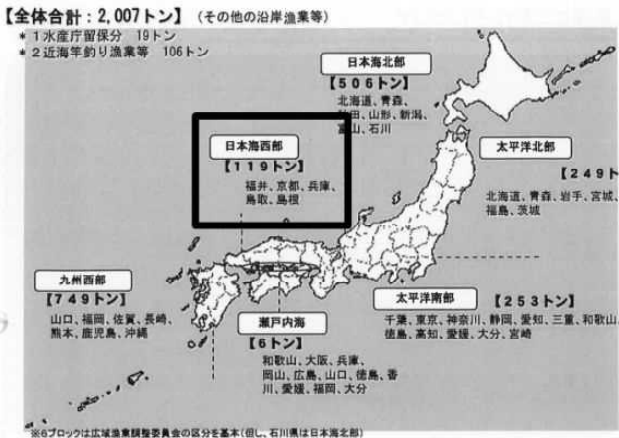 【全体合計：2,007トン】（その他の沿岸漁業等）
＊1水産庁留保分 19トン
＊2近海竿釣り漁業等 106トン
日本海北部
【506トン】
北海道、青森、
秋田、山形、新潟、
富山、石川
日本海西部
【119トン】
福井、京都、兵庫、
鳥取、島根
太平洋北部
【249ト
北海道、青森、岩手、宮城、
福島、茨城
九州西部
【749トン】
山口、福岡、佐賀、長崎、
熊本、鹿児島、沖縄
太平洋南部
【253トン】
千葉、東京、神奈川、静岡、愛知、三重、和歌山、
徳島、高知、愛媛、大分、宮崎
瀬戸内海
【6トン】
和歌山、大阪、兵庫、
岡山、広島、山口、徳島、香
川、愛媛、福岡、大分
※6ブロックは広域漁業調整委員会の区分を基本（但し、石川県は日本海北部）